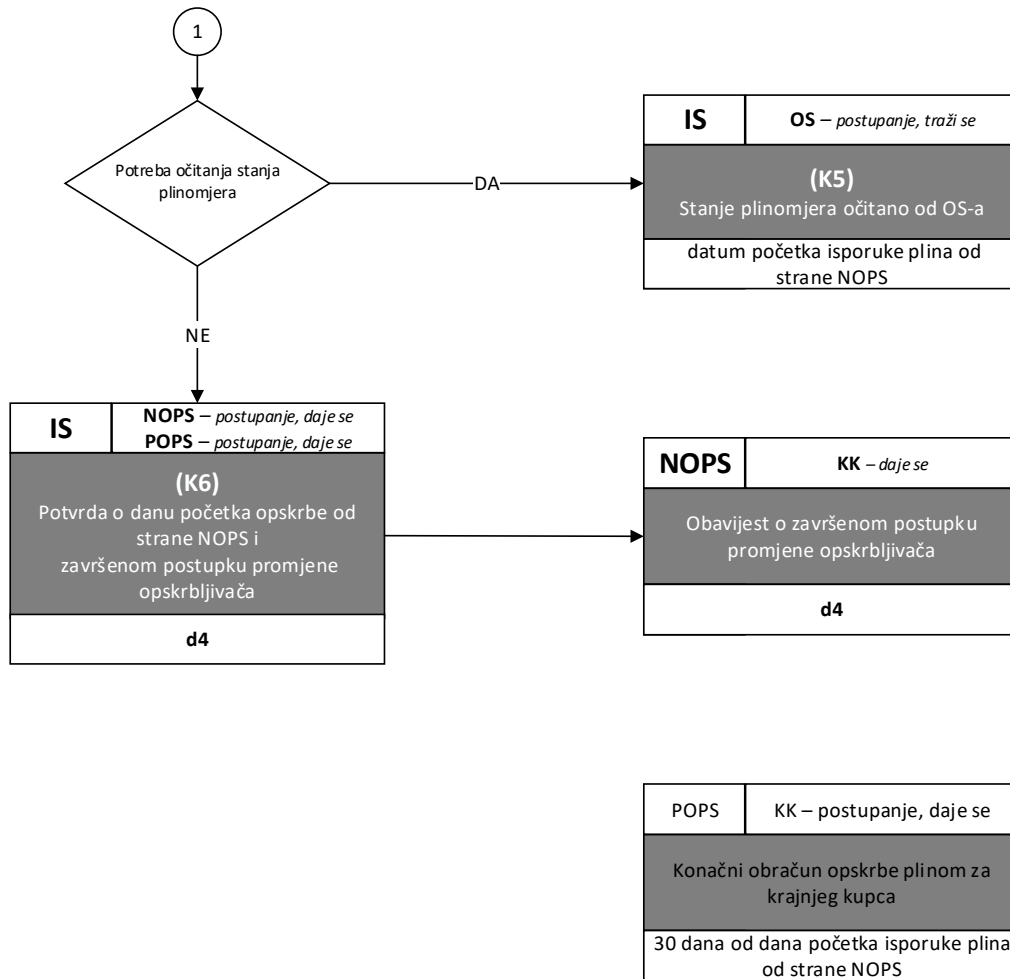 1
Potreba očitanja stanja
plinomjera
DA
NE
IS
OS – postupanje, traži se
(K5)
Stanje plinomjera očitano od OS-a
datum početka isporuke plina od
strane NOPS
IS
NOPS – postupanje, daje se
POPS – postupanje, daje se
(K6)
Potvrda o danu početka opskrbe od
strane NOPS i
završenom postupku promjene
opskrbljivača
d4
NOPS
KK – daje se
Obavijest o završenom postupku
promjene opskrbljivača
d4
POPS
KK – postupanje, daje se
Konačni obračun opskrbe plinom za
krajnjeg kupca
30 dana od dana početka isporuke plina
od strane NOPS